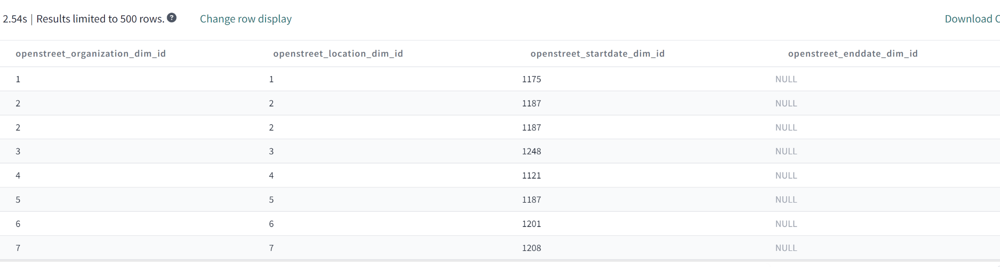 2.54s | Results limited to 500 rows. ? Change row display Download C
openstreet_organization_dim_id openstreet_location_dim_id openstreet_startdate_dim_id openstreet_enddate_dim_id
1 1 1175 NULL
2 2 1187 NULL
2 2 1187 NULL
3 3 1248 NULL
4 4 1121 NULL
5 5 1187 NULL
6 6 1201 NULL
7 7 1208 NULL